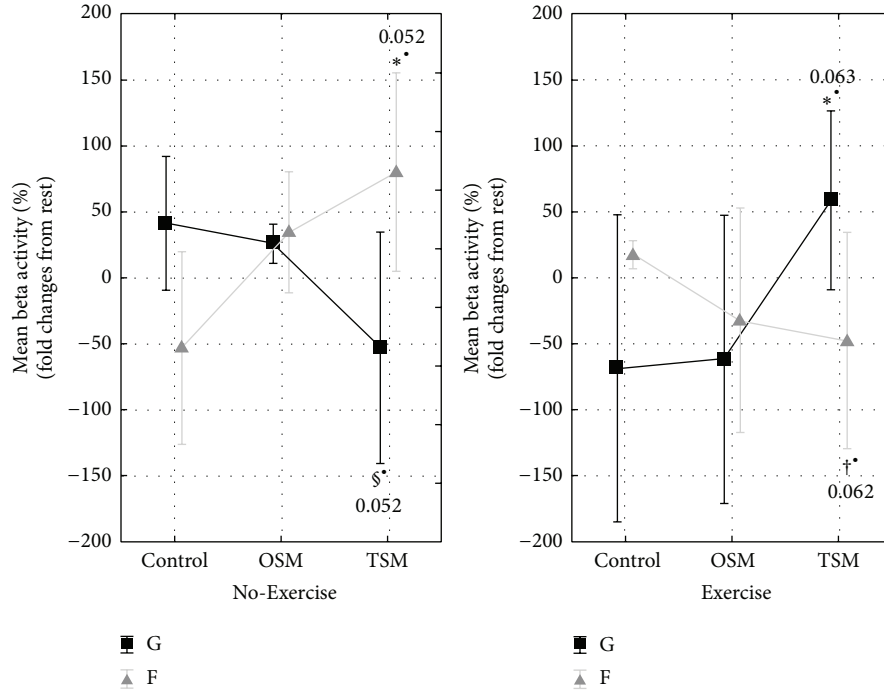 Mean beta activity (%)
(fold changes from rest)
200
150
100
50
0
−50
−100
−150
−200
0.052
*•
§•
0.052
Control OSM TSM
No-Exercise
G
F
Mean beta activity (%)
(fold changes from rest)
200
150
100
50
0
−50
−100
−150
−200
0.063
*•
†•
0.062
Control OSM TSM
Exercise
G
F